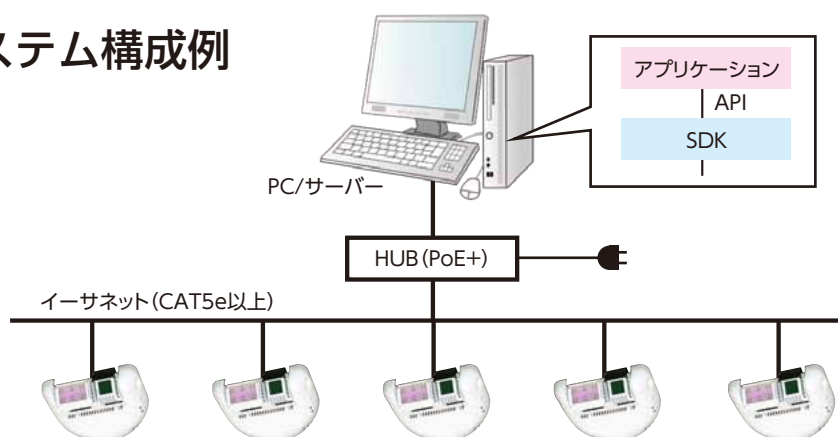 ステム構成例
アプリケーション
API
SDK
PC/サーバー
HUB(PoE+)
イーサネット(CAT5e以上)